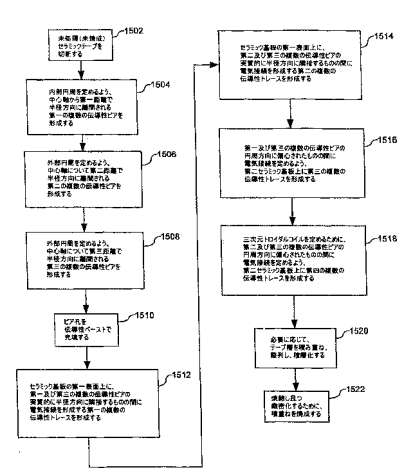 1502
未処理(未焼成)
セラミックテープを
切断する
1504
内部円周を定めるよう、
中心軸から第一距離で
半径方向に離間される
第一の複数の伝導性ビアを
形成する
1506
外部円周を定めるよう、
中心軸について第二距離で
半径方向に離間される
第二の複数の伝導性ビアを
形成する
1508
外部円周を定めるよう、
中心軸について第三距離で
半径方向に離間される
第三の複数の伝導性ビアを
形成する
1510
ビア孔を
伝導性ペーストで
充填する
1512
セラミック基板の第一表面上に、
第一及び第三の複数の伝導性ビアの
実質的に半径方向に隣接するものの間に
電気接続を形成する第一の複数の
伝導性トレースを形成する
1514
セラミック基板の第一表面上に、
第二及び第三の複数の伝導性ビアの
実質的に半径方向に隣接するものの間に
電気接続を形成する第二の複数の
伝導性トレースを形成する
1516
第一及び第三の複数の伝導性ビアの
円周方向に偏心されたものの間に
電気接続を定めるよう、
第二セラミック基板上に第三の複数の
伝導性トレースを形成する
1518
三次元トロイダルコイルを定めるために、
第二及び第三の複数の伝導性ビアの
円周方向に偏心されたものの間に
電気接続を定めるよう、
第二セラミック基板上に第四の複数の
伝導性トレースを形成する
1520
必要に応じて、
テープ層を積み重ね、
整列し、積層化する
1522
焼結し且つ
緻密化するために、
積重ねを焼成する